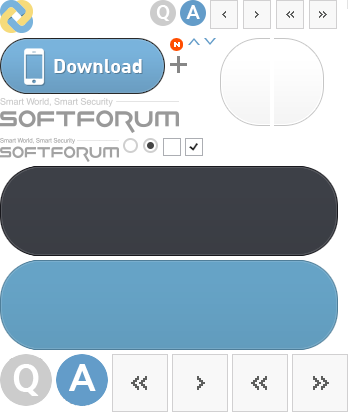 Q A
N
Download
Smart World, Smart Security
SOFTFORUM
Smart World, Smart Security
SOFTFORUM
Q A